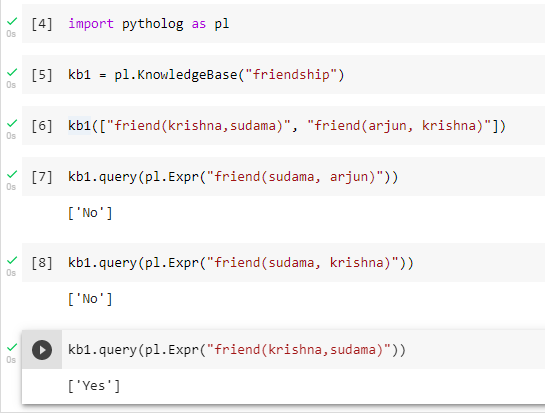 [4] import pytholog as pl
0s
[5] kb1 = pl.KnowledgeBase("friendship")
0s
[6] kb1(["friend(krishna,sudama)", "friend(arjun, krishna)"])
0s
[7] kb1.query(pl.Expr("friend(sudama, arjun)"))
0s
['No']
[8] kb1.query(pl.Expr("friend(sudama, krishna)"))
0s
['No']
kb1.query(pl.Expr("friend(krishna,sudama)"))
0s
['Yes']